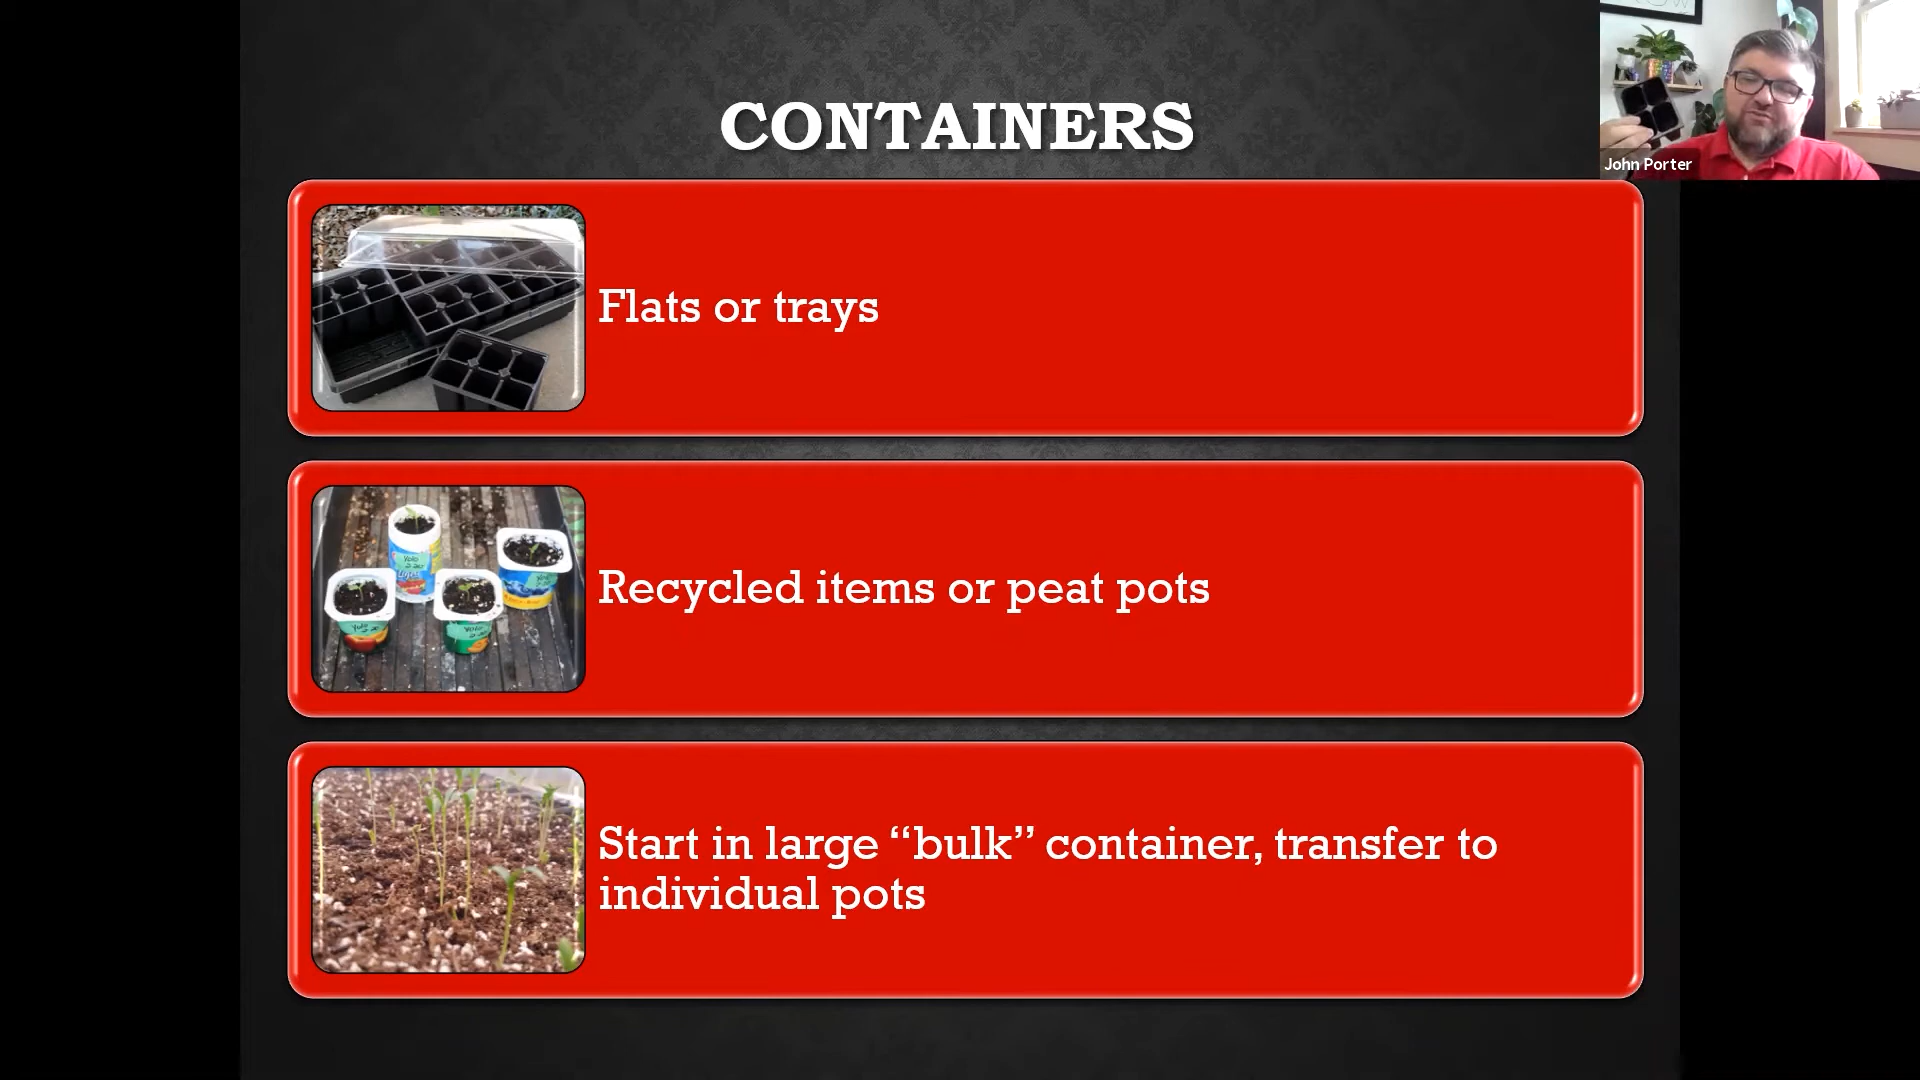 CONTAINERS
John Porter
Flats or trays
Recycled items or peat pots
Start in large “bulk” container, transfer to
individual pots